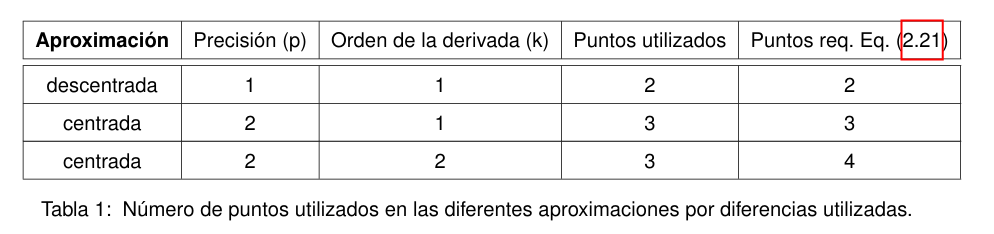 Aproximación Precisión (p) Orden de la derivada (k) Puntos utilizados Puntos req. Eq. (2.21)
descentrada 1 1 2 2
centrada 2 1 3 3
centrada 2 2 3 4
Tabla 1: Número de puntos utilizados en las diferentes aproximaciones por diferencias utilizadas.